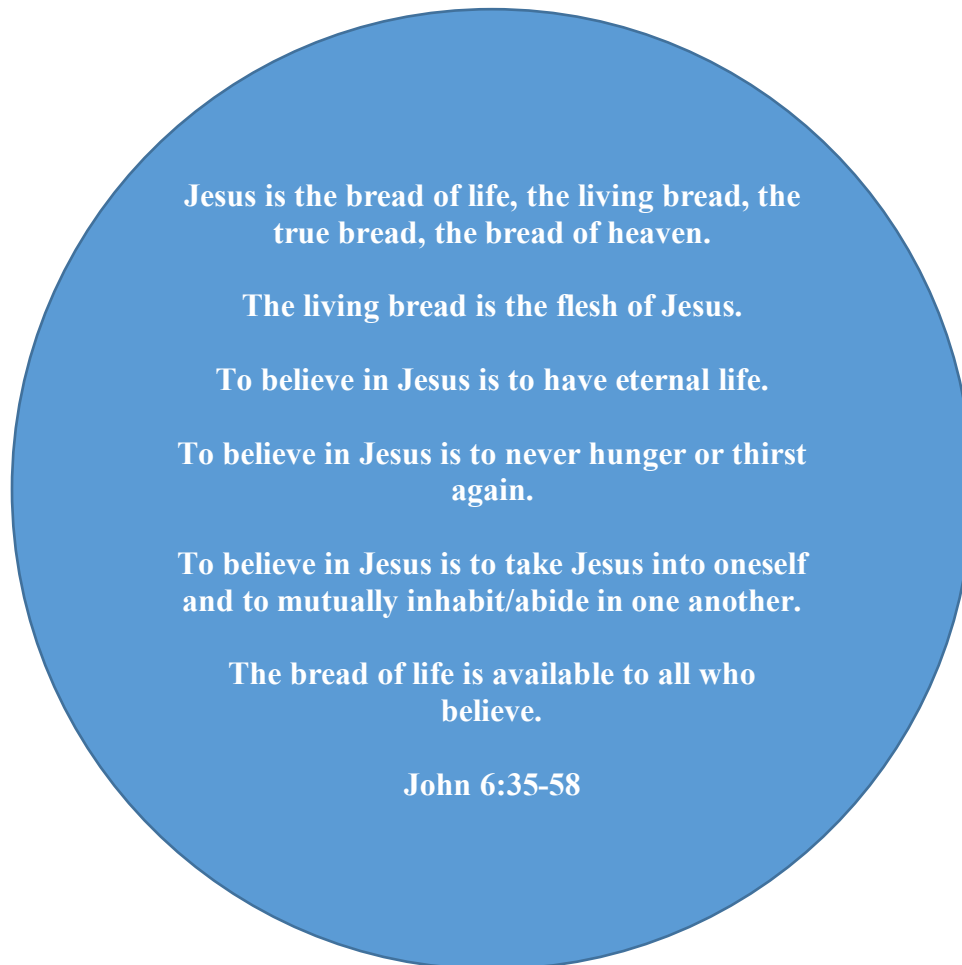 Jesus is the bread of life, the living bread, the
true bread, the bread of heaven.
The living bread is the flesh of Jesus.
To believe in Jesus is to have eternal life.
To believe in Jesus is to never hunger or thirst
again.
To believe in Jesus is to take Jesus into oneself
and to mutually inhabit/abide in one another.
The bread of life is available to all who
believe.
John 6:35-58